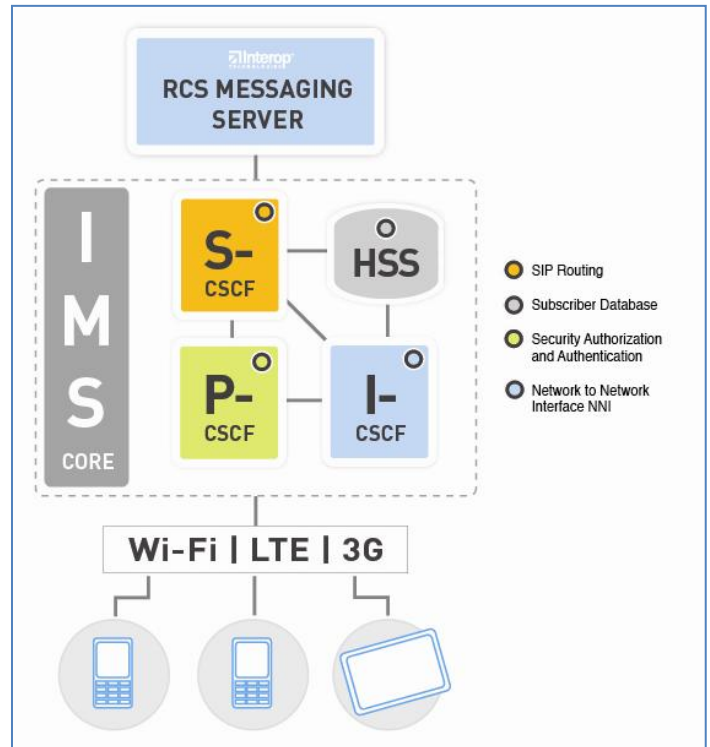 Interop
TECHNOLOGIES
RCS MESSAGING
SERVER
I
M
S
CORE
S-
CSCF
HSS
P-
CSCF
I-
CSCF
SIP Routing
Subscriber Database
Security Authorization
and Authentication
Network to Network
Interface NNI
Wi-Fi | LTE | 3G